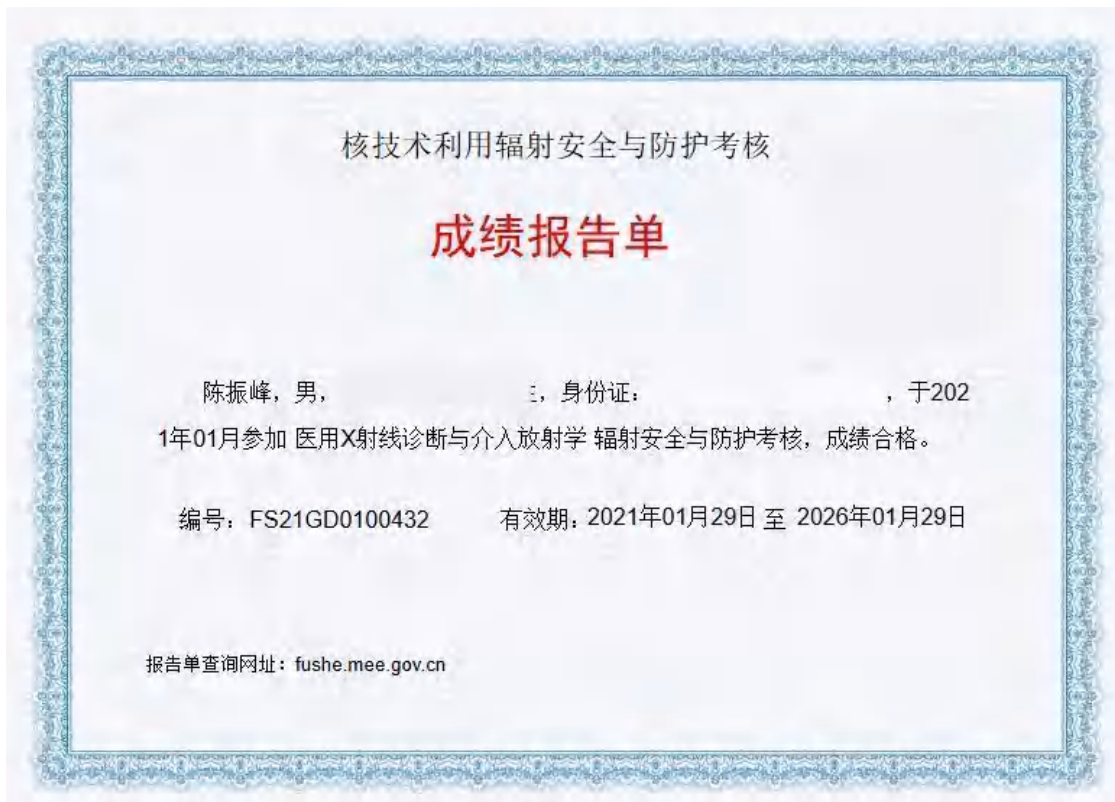 核技术利用辐射安全与防护考核
成绩报告单
陈振峰，男， ，身份证： ，于202
1年01月参加 医用X射线诊断与介入放射学 辐射安全与防护考核，成绩合格。
编号：FS21GD0100432 有效期：2021年01月29日 至 2026年01月29日
报告单查询网址：fushe.mee.gov.cn